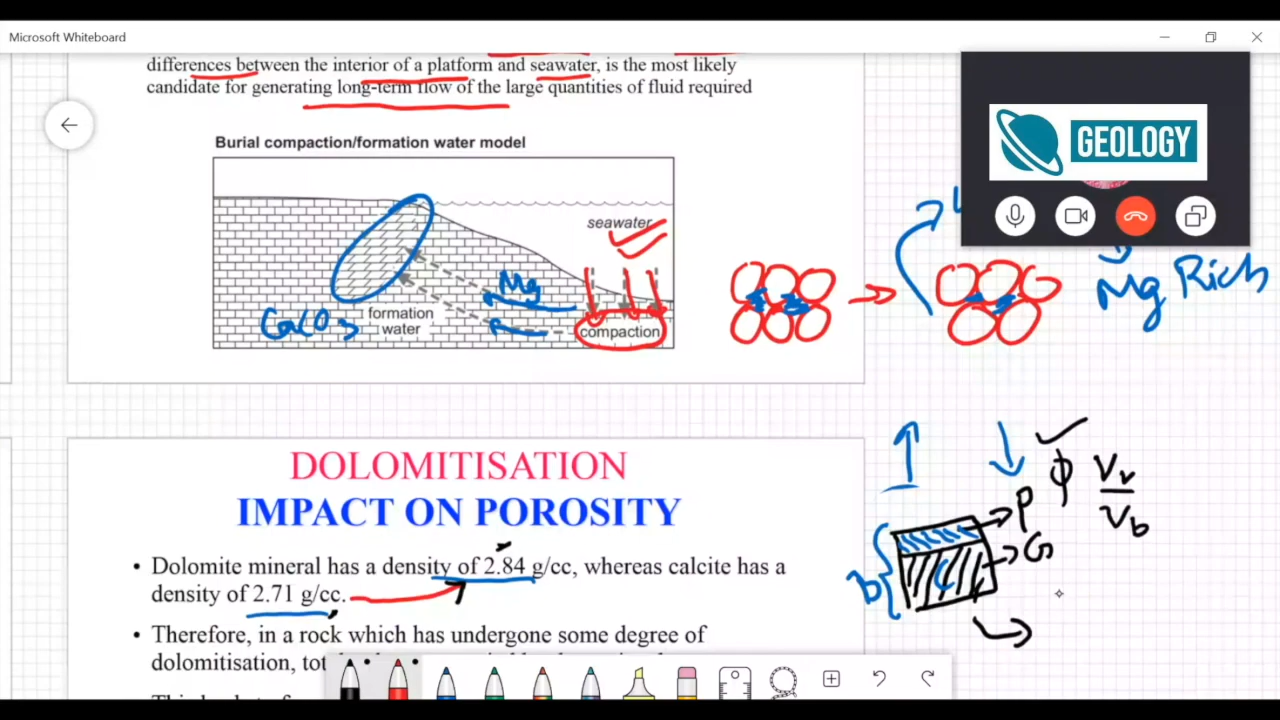 Microsoft Whiteboard
differences between the interior of a platform and seawater, is the most likely
candidate for generating long-term flow of the large quantities of fluid required
GEOLOGY
Burial compaction/formation water model
seawater
Mg
Mg Rich
CaCO3
formation
water
compaction
DOLOMITISATION
IMPACT ON POROSITY
ϕ Vv
Vb
P
G
b
C
• Dolomite mineral has a density of 2.84 g/cc, whereas calcite has a
density of 2.71 g/cc.
• Therefore, in a rock which has undergone some degree of
dolomitisation,